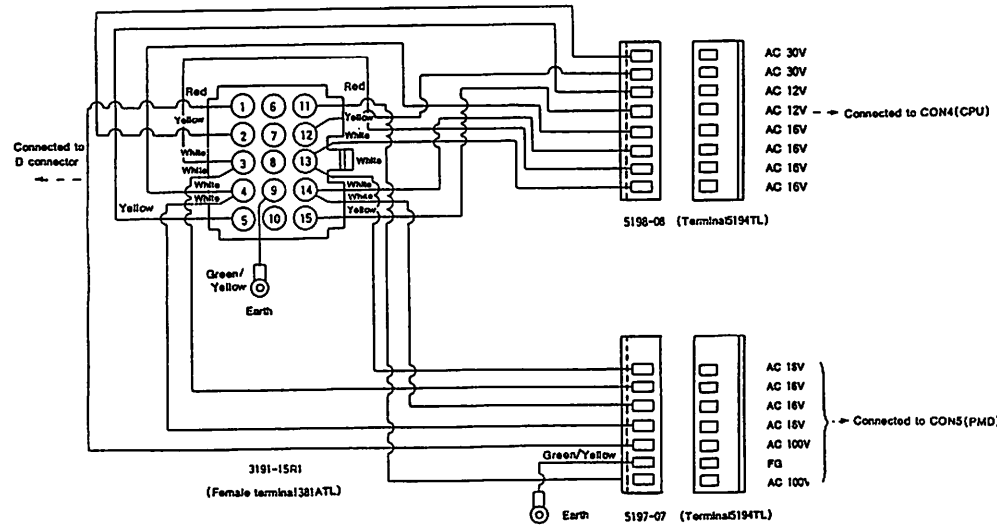 Red
Red
Yellow
Yellow
White
White
White
White
White
White
White
White
Yellow
Yellow
1 6 11
2 7 12
3 8 13
4 9 14
5 10 15
Connected to
D connector
Green/
Yellow
Earth
AC 30V
AC 30V
AC 12V
AC 12V
Connected to CON4(CPU)
AC 16V
AC 16V
AC 16V
AC 16V
5198-08 (Terminal5194TL)
AC 16V
AC 16V
AC 16V
AC 16V
Connected to CON5(PMD)
AC 100V
FG
AC 100V
3191-15R1
(Female terminal381ATL)
Green/Yellow
Earth
5197-07 (Terminal5194TL)